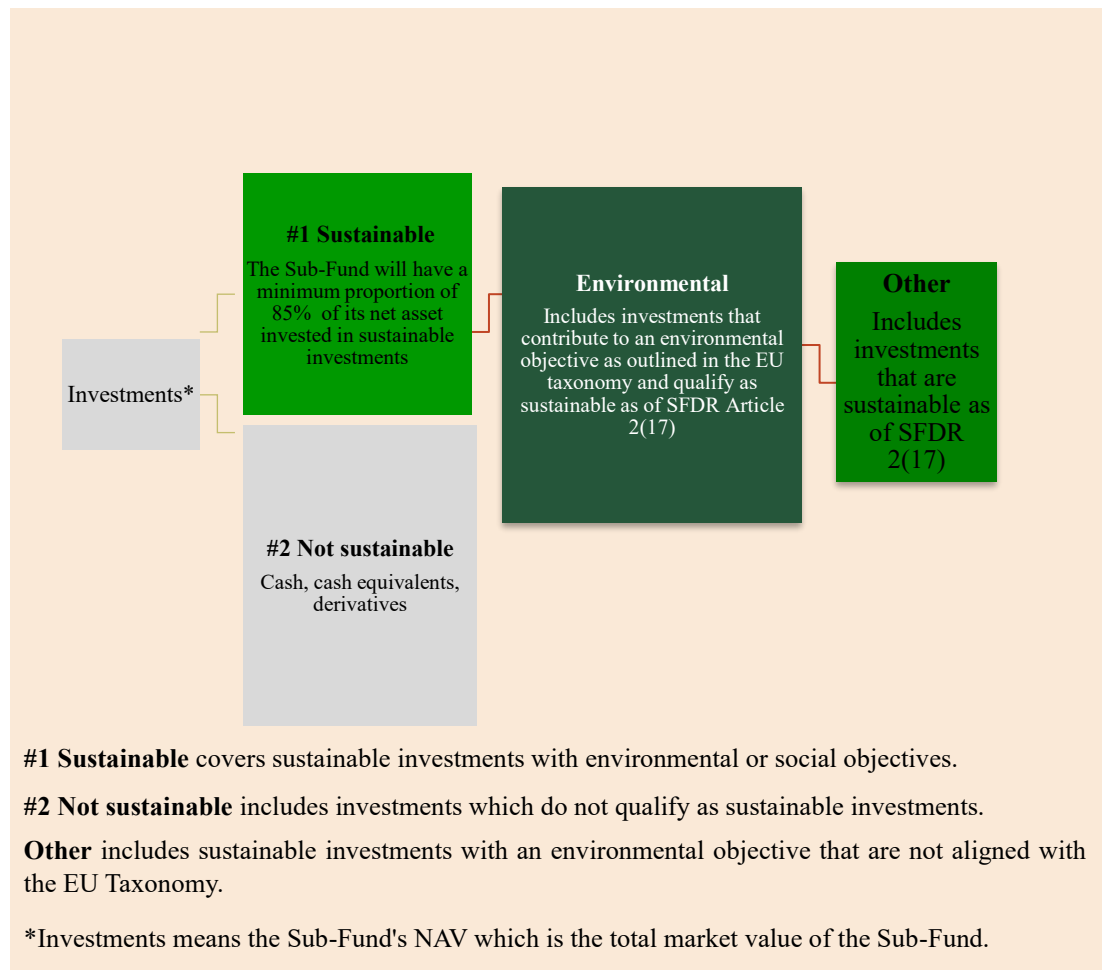 Investments*
#1 Sustainable
The Sub-Fund will have a
minimum proportion of
85% of its net asset
invested in sustainable
investments
#2 Not sustainable
Cash, cash equivalents,
derivatives
Environmental
Includes investments that
contribute to an environmental
objective as outlined in the EU
taxonomy and qualify as
sustainable as of SFDR Article
2(17)
Other
Includes
investments
that are
sustainable as
of SFDR
2(17)
#1 Sustainable covers sustainable investments with environmental or social objectives.
#2 Not sustainable includes investments which do not qualify as sustainable investments.
Other includes sustainable investments with an environmental objective that are not aligned with
the EU Taxonomy.
*Investments means the Sub-Fund's NAV which is the total market value of the Sub-Fund.